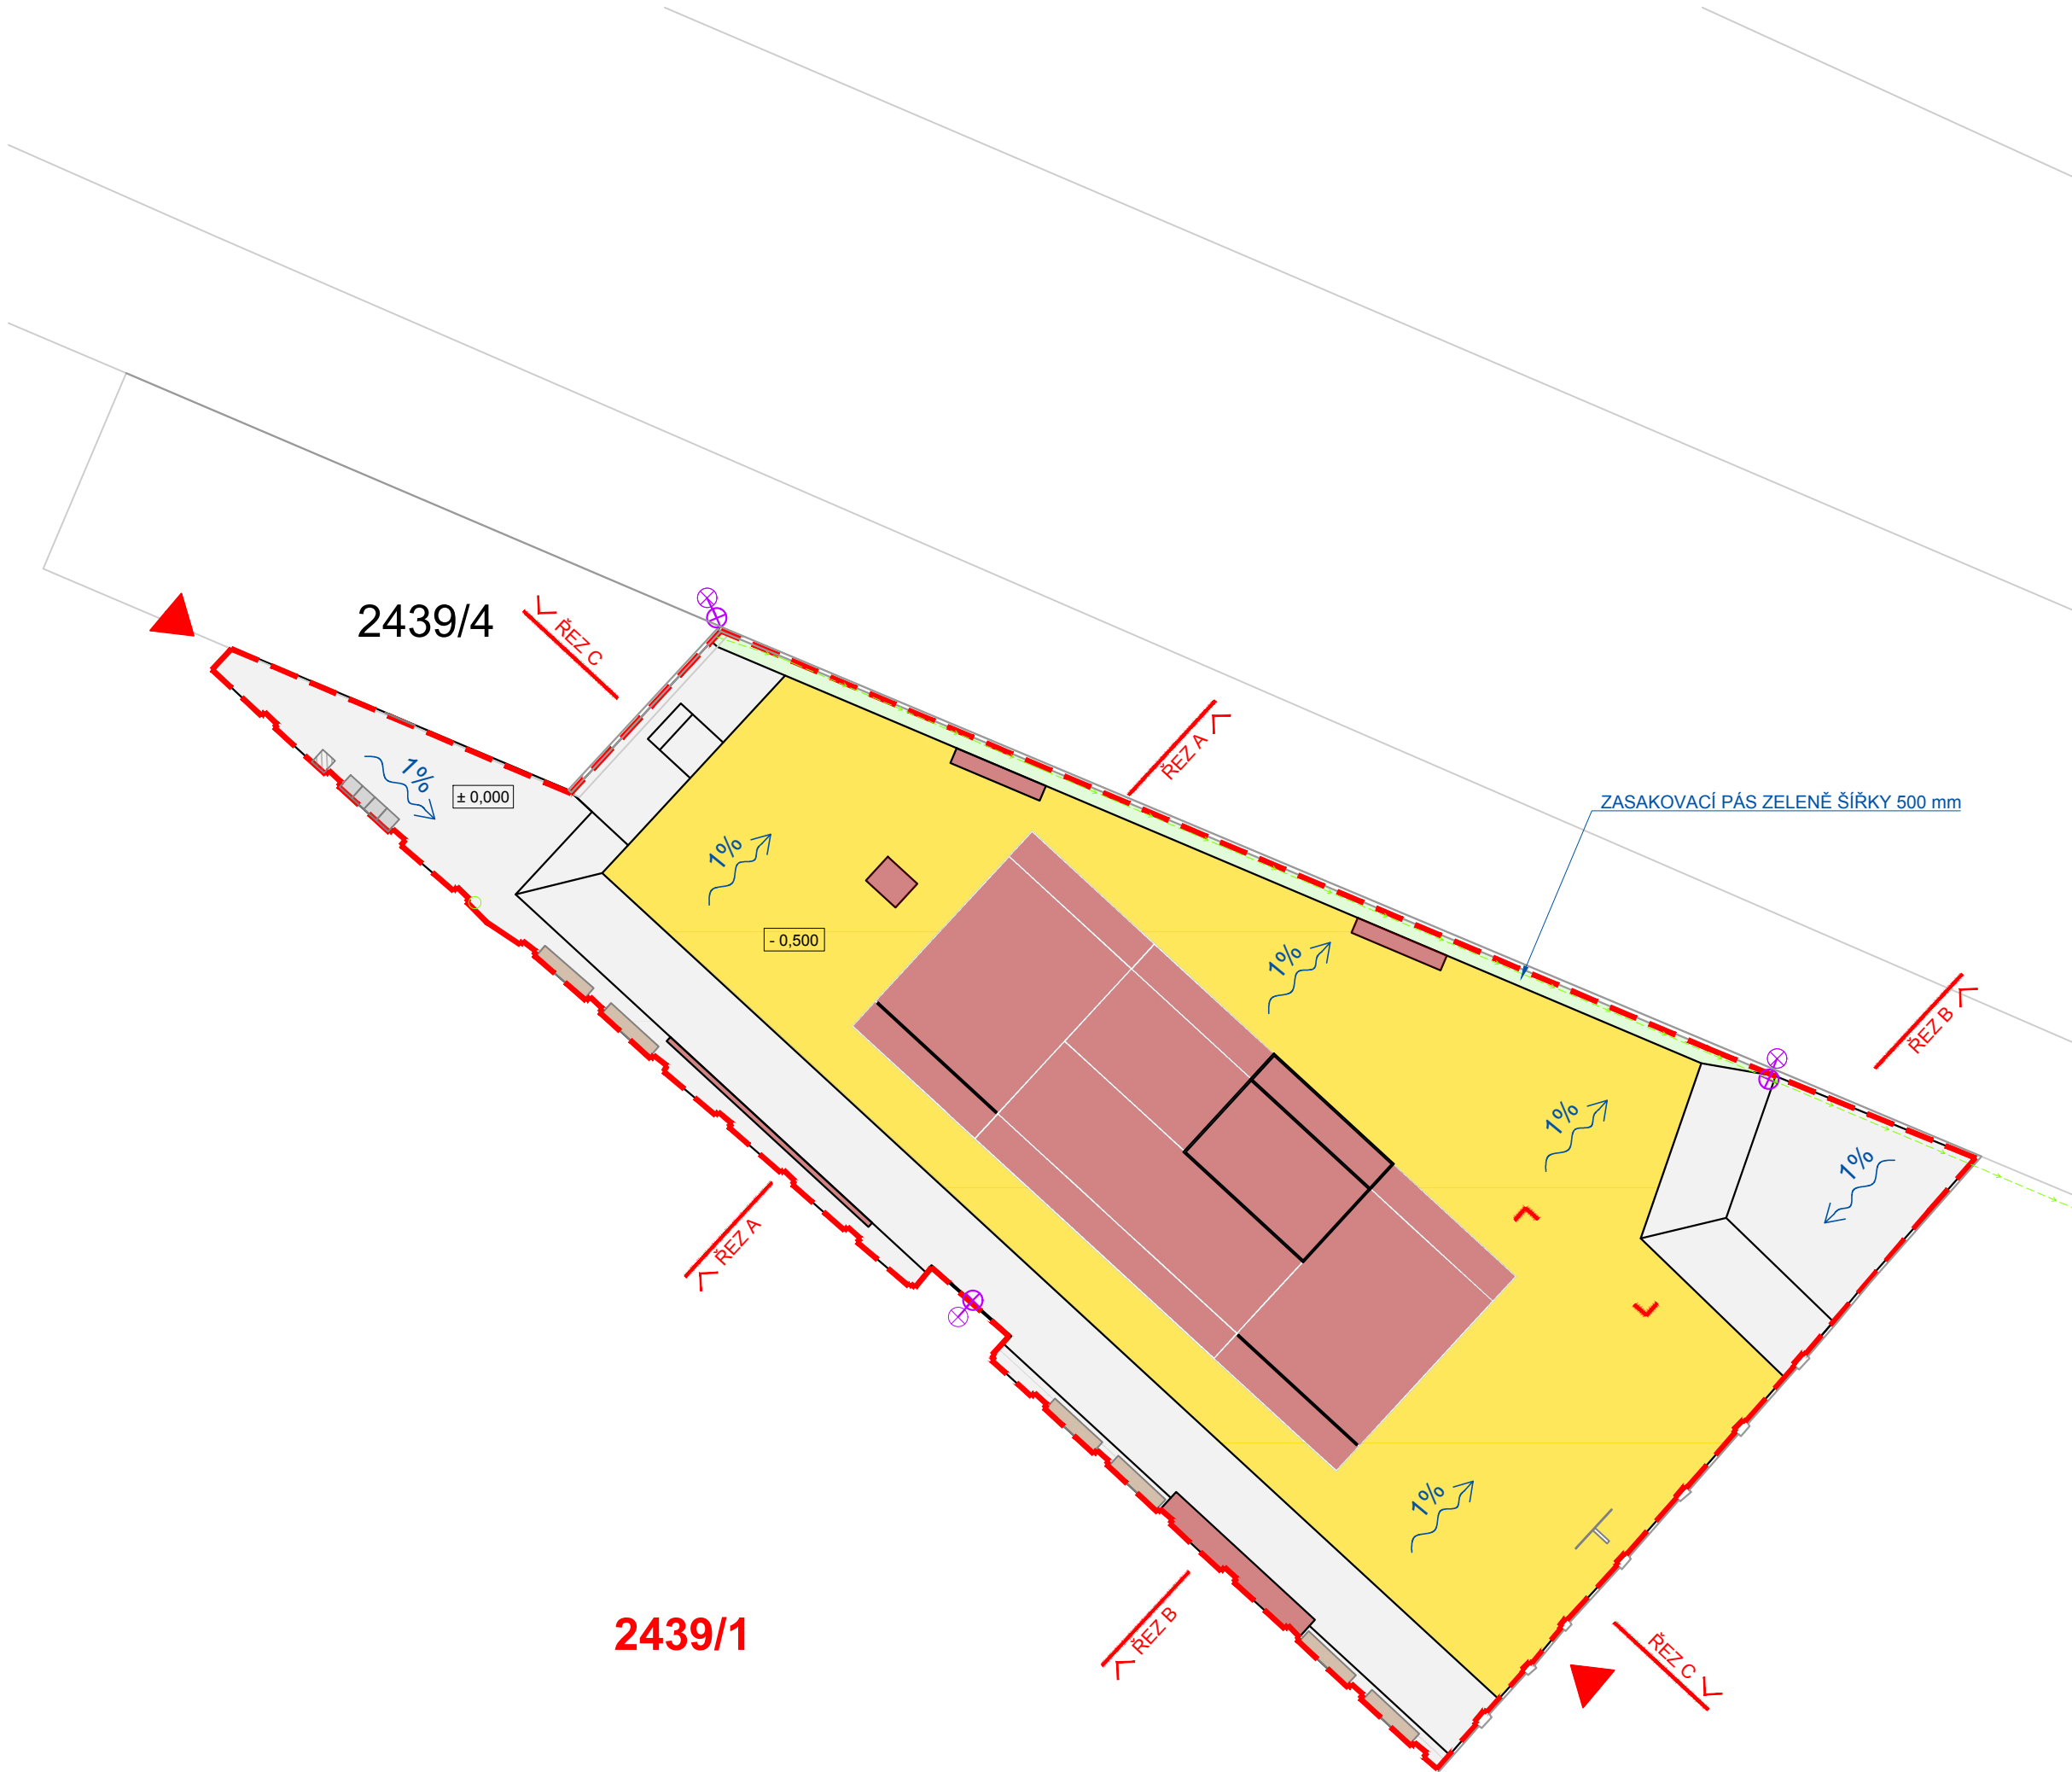 2439/4
ŘEZ C
ŘEZ A
1%
± 0,000
ZASAKOVACÍ PÁS ZELENĚ ŠÍŘKY 500 mm
1%
- 0,500
1%
ŘEZ B
1%
1%
ŘEZ A
1%
2439/1
ŘEZ B
ŘEZ C